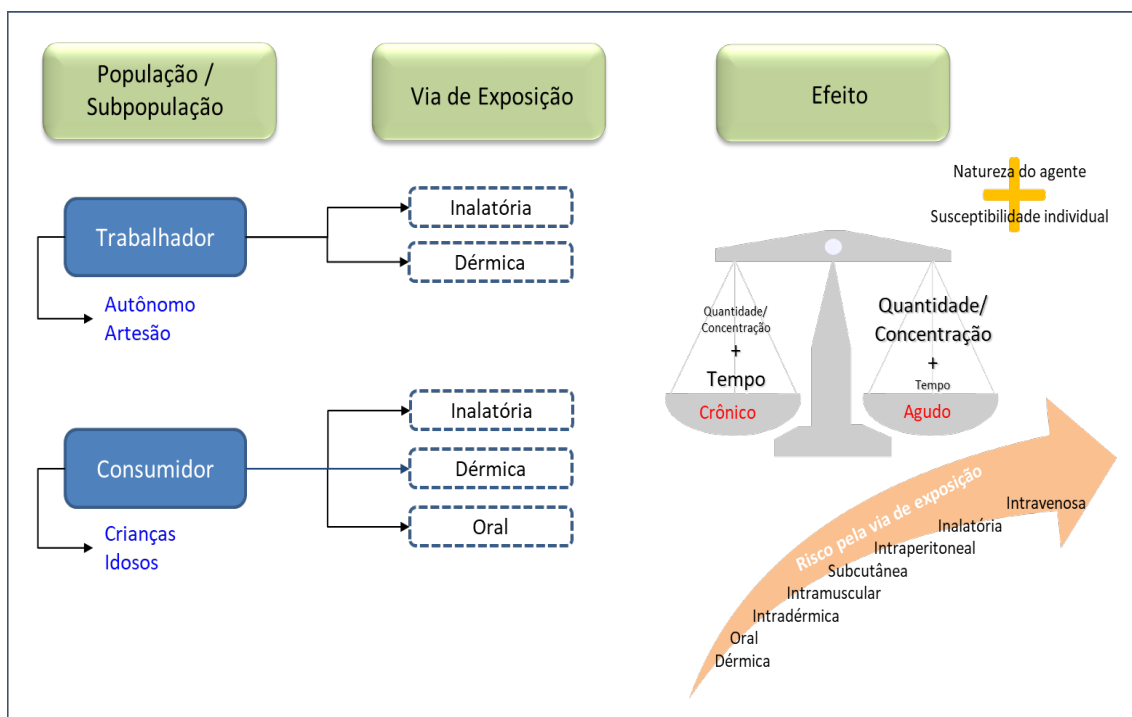 População /
Subpopulação
Via de Exposição
Efeito
Trabalhador
Autônomo
Artesão
Inalatória
Dérmica
Consumidor
Crianças
Idosos
Inalatória
Dérmica
Oral
Natureza do agente
Susceptibilidade individual
Quantidade/
Concentração
+
Tempo
Crônico
Quantidade/
Concentração
+
Tempo
Agudo
Risco pela via de exposição
Intravenosa
Inalatória
Intraperitoneal
Subcutânea
Intramuscular
Intradérmica
Oral
Dérmica